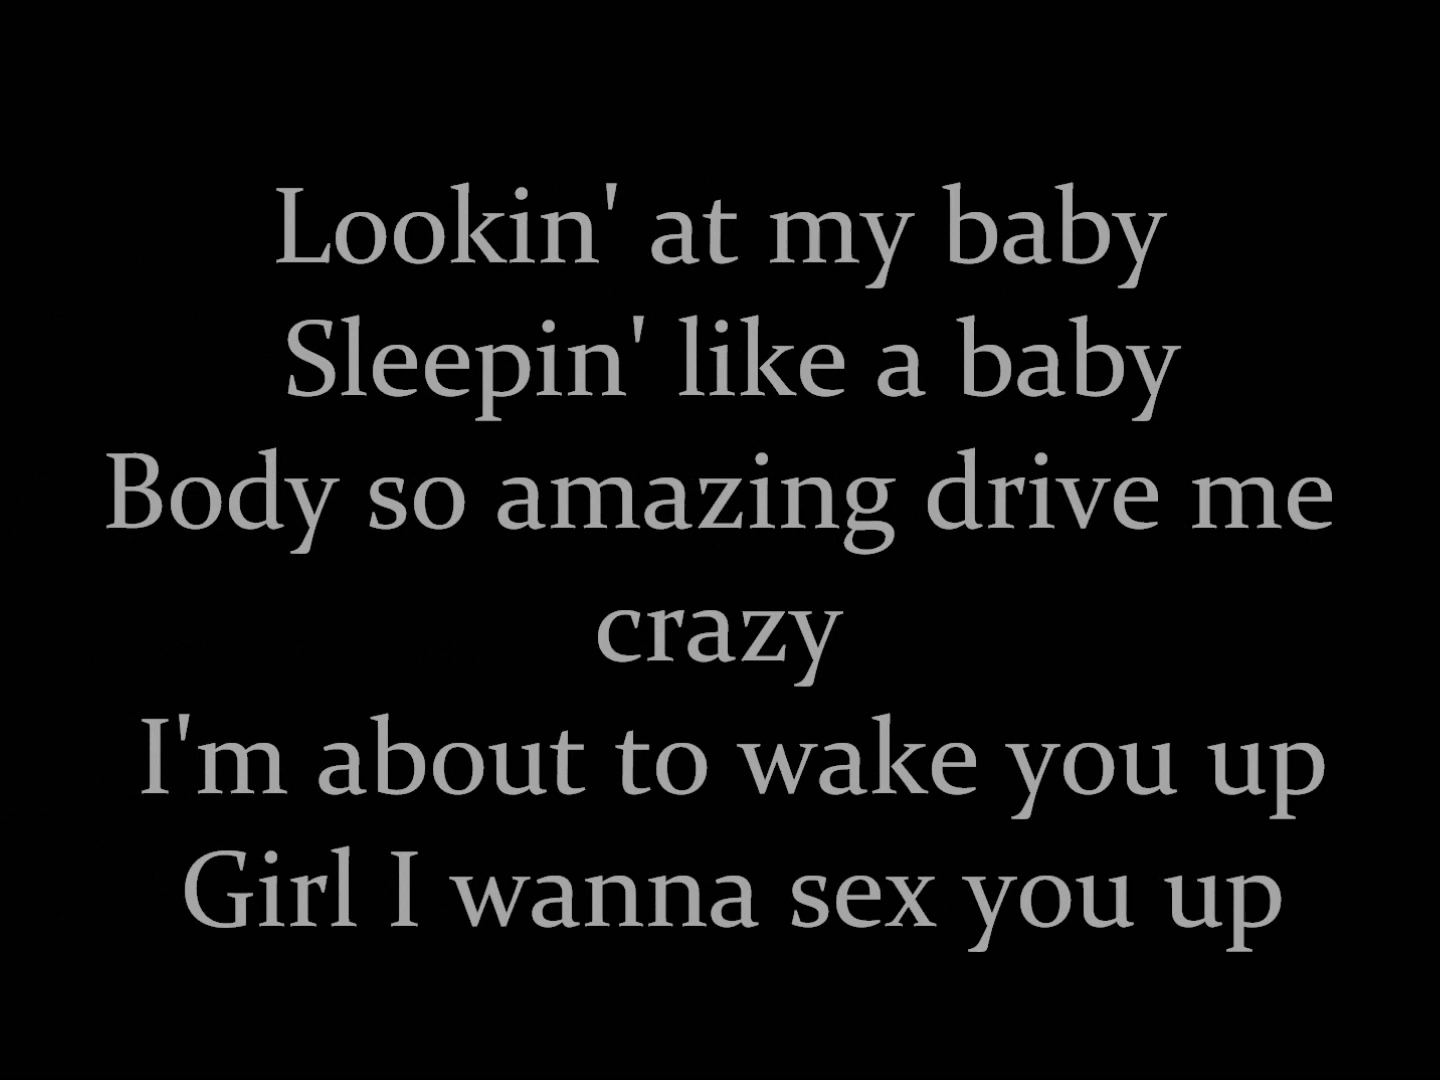 Lookin' at my baby
Sleepin' like a baby
Body so amazing drive me
crazy
I'm about to wake you up
Girl I wanna sex you up